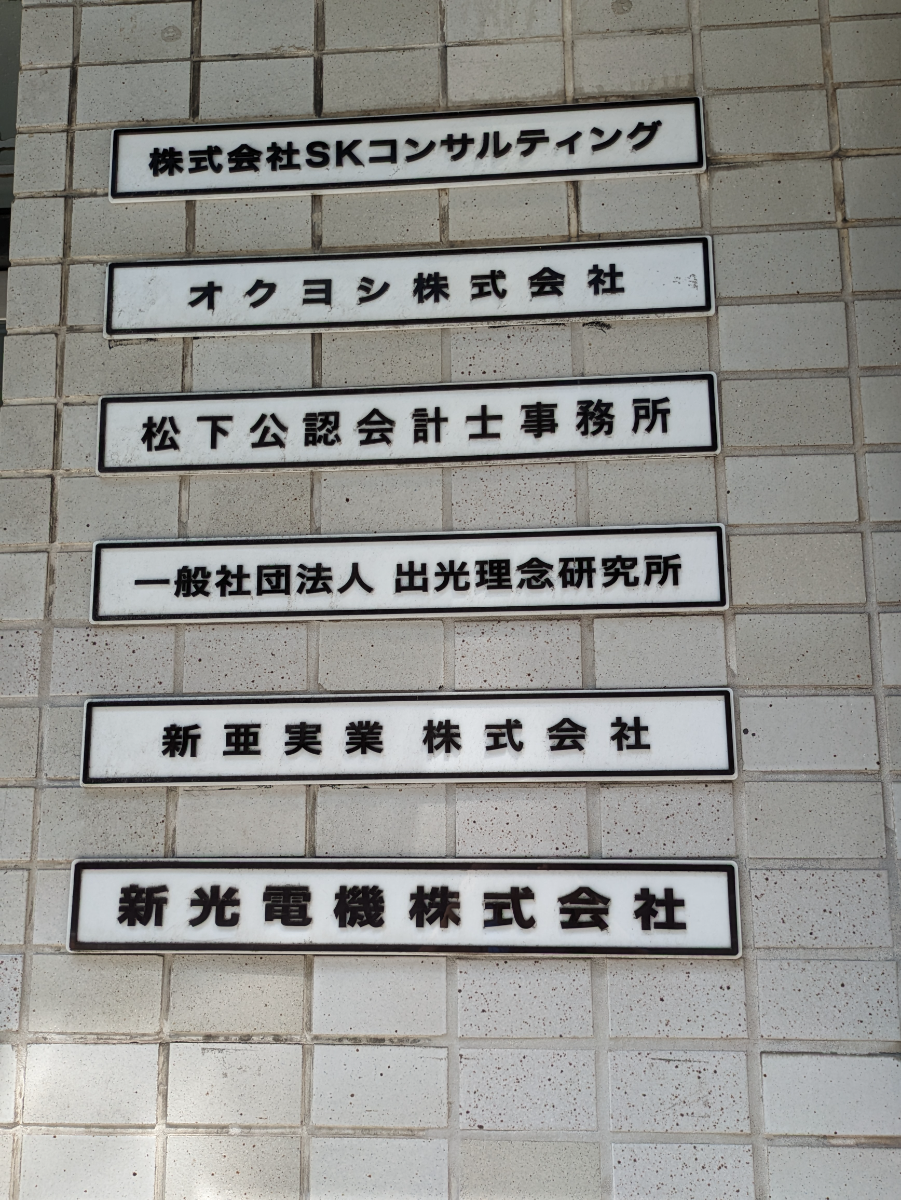 株式会社SKコンサルティング
オクヨシ株式会社
松下公認会計士事務所
一般社団法人 出光理念研究所
新亜実業 株式会社
新光電機株式会社